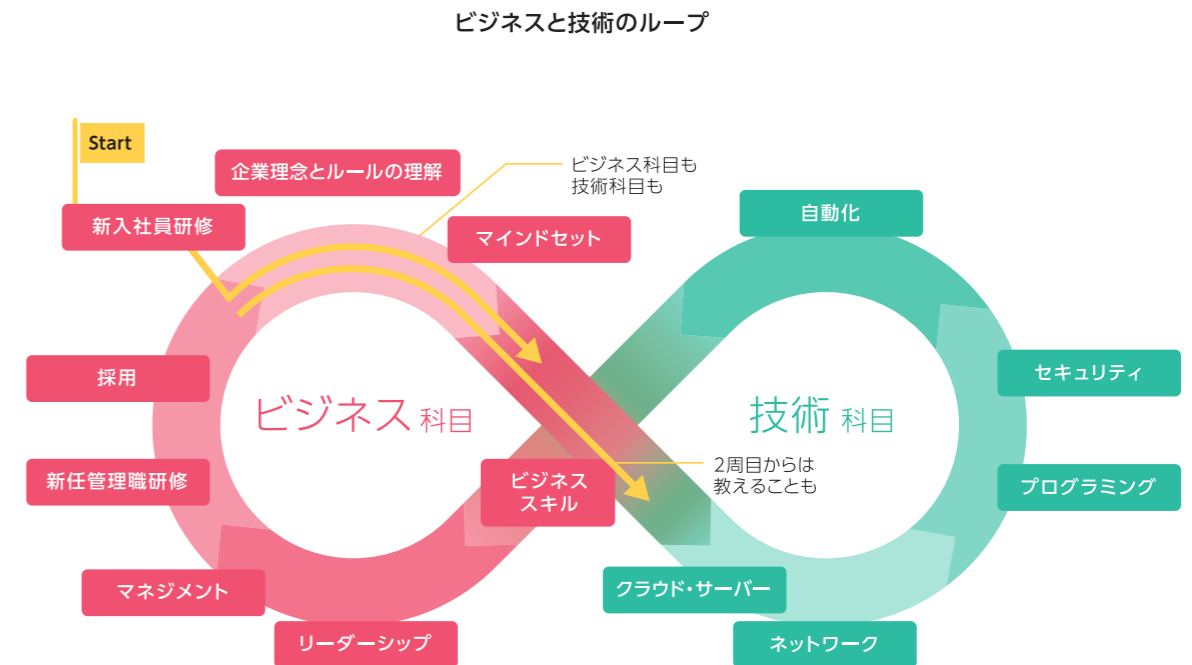 ビジネスと技術のループ
Start
新入社員研修
企業理念とルールの理解
マインドセット
ビジネス科目も
技術科目も
自動化
採用
ビジネス 科目
技術 科目
セキュリティ
新任管理職研修
ビジネス
スキル
2周目からは
教えることも
プログラミング
マネジメント
クラウド・サーバー
リーダーシップ
ネットワーク